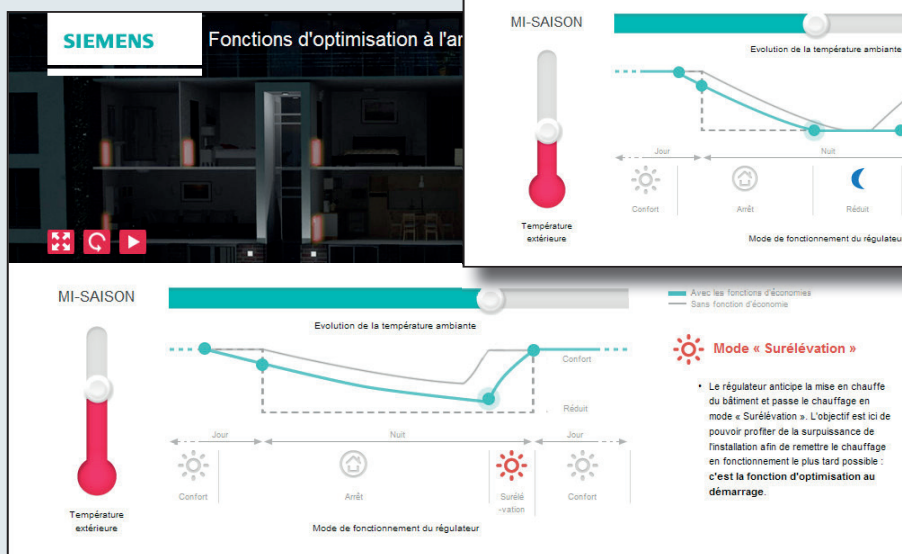 SIEMENS
Fonctions d'optimisation à l'ar
MI-SAISON
Evolution de la température ambiante
Jour
Nuit
Confort
Arrêt
Réduit
Température
extérieure
Mode de fonctionnement du régulateu
MI-SAISON
Evolution de la température ambiante
Confort
Réduit
Jour
Nuit
Jour
Confort
Arrêt
Surélé
-vation
Confort
Température
extérieure
Mode de fonctionnement du régulateur
Avec les fonctions d'économies
Sans fonction d'économie
Mode « Surélévation »
• Le régulateur anticipe la mise en chauffe
du bâtiment et passe le chauffage en
mode « Surélévation ». L'objectif est ici de
pouvoir profiter de la surpuissance de
l'installation afin de remettre le chauffage
en fonctionnement le plus tard possible :
c'est la fonction d'optimisation au
démarrage.